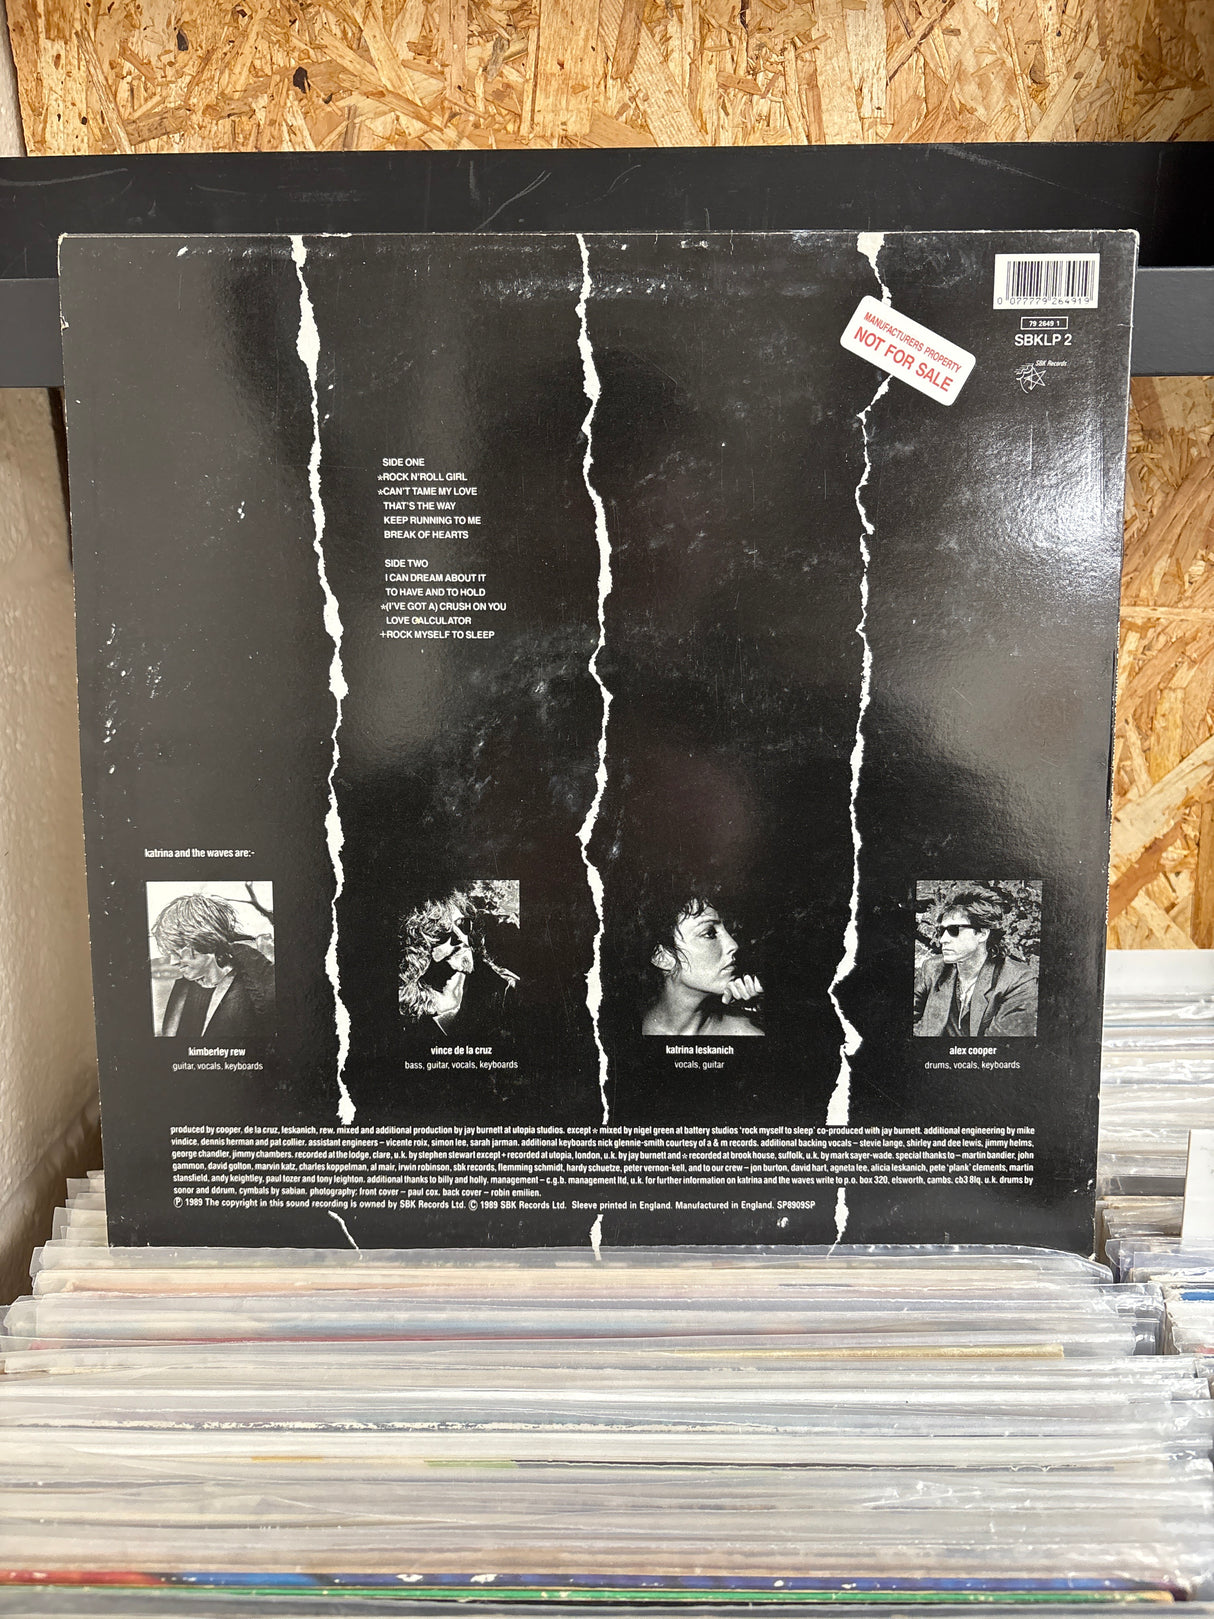 0 077779 264919
79 2649 1
SBKLP 2
SBK Records
MANUFACTURERS PROPERTY
NOT FOR SALE
SIDE ONE
*ROCK N'ROLL GIRL
*CAN'T TAME MY LOVE
THAT'S THE WAY
KEEP RUNNING TO ME
BREAK OF HEARTS
SIDE TWO
I CAN DREAM ABOUT IT
TO HAVE AND TO HOLD
*(I'VE GOT A) CRUSH ON YOU
LOVE CALCULATOR
+ROCK MYSELF TO SLEEP
katrina and the waves are:-
kimberley rew
guitar, vocals, keyboards
vince de la cruz
bass, guitar, vocals, keyboards
katrina leskanich
vocals, guitar
alex cooper
drums, vocals, keyboards
produced by cooper, de la cruz, leskanich, rew. mixed and additional production by jay burnett at utopia studios. except * mixed by nigel green at battery studios 'rock myself to sleep' co-produced with jay burnett. additional engineering by mike
vindice, dennis herman and pat collier. assistant engineers – vicente roix, simon lee, sarah jarman. additional keyboards nick glennie-smith courtesy of a & m records. additional backing vocals – stevie lange, shirley and dee lewis, jimmy helms,
george chandler, jimmy chambers. recorded at the lodge, clare, u.k. by stephen stewart except + recorded at utopia, london, u.k. by jay burnett and * recorded at brook house, suffolk, u.k. by mark sayer-wade. special thanks to – martin bandier, john
gammon, david golton, marvin katz, charles koppelman, al mair, irwin robinson, sbk records, flemming schmidt, hardy schuetze, peter vernon-kell, and to our crew – jon burton, david hart, agneta lee, alicia leskanich, pete 'plank' clements, martin
stansfield, andy keightley, paul tozer and tony leighton. additional thanks to billy and holly. management – c.g.b. management ltd, u.k. for further information on katrina and the waves write to p.o. box 320, elsworth, cambs. cb3 8lq. u.k. drums by
sonor and ddrum, cymbals by sabian. photography: front cover – paul cox. back cover – robin emilien.
Ⓟ 1989 The copyright in this sound recording is owned by SBK Records Ltd. © 1989 SBK Records Ltd. Sleeve printed in England. Manufactured in England. SP8909SP